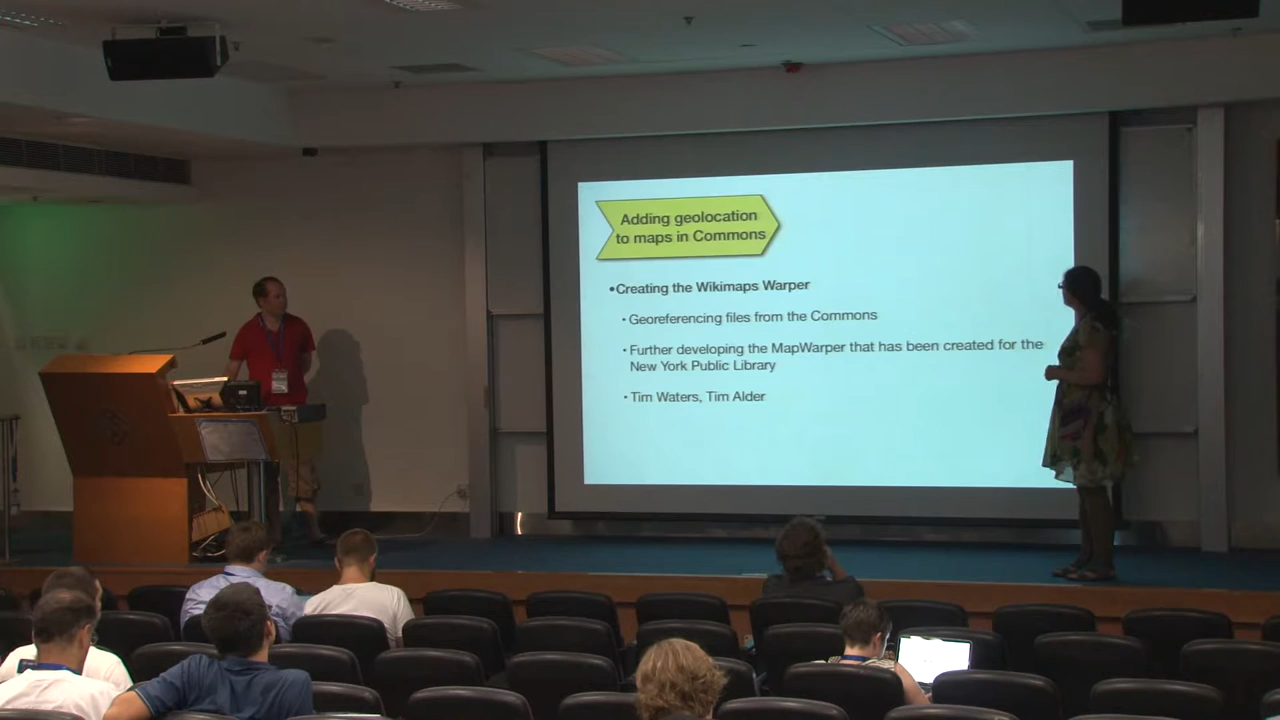 Adding geolocation
to maps in Commons
•Creating the Wikimaps Warper
• Georeferencing files from the Commons
• Further developing the MapWarper that has been created for the
New York Public Library
• Tim Waters, Tim Alder